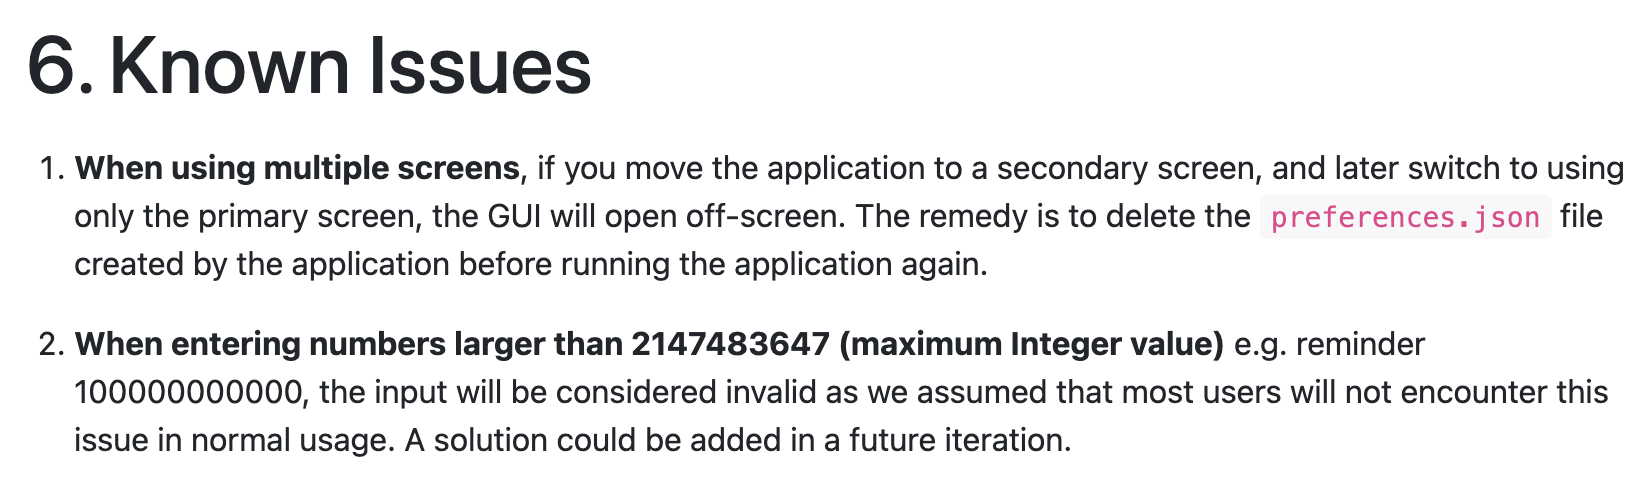 6. Known Issues
1. When using multiple screens, if you move the application to a secondary screen, and later switch to using
only the primary screen, the GUI will open off-screen. The remedy is to delete the preferences.json file
created by the application before running the application again.
2. When entering numbers larger than 2147483647 (maximum Integer value) e.g. reminder
100000000000, the input will be considered invalid as we assumed that most users will not encounter this
issue in normal usage. A solution could be added in a future iteration.